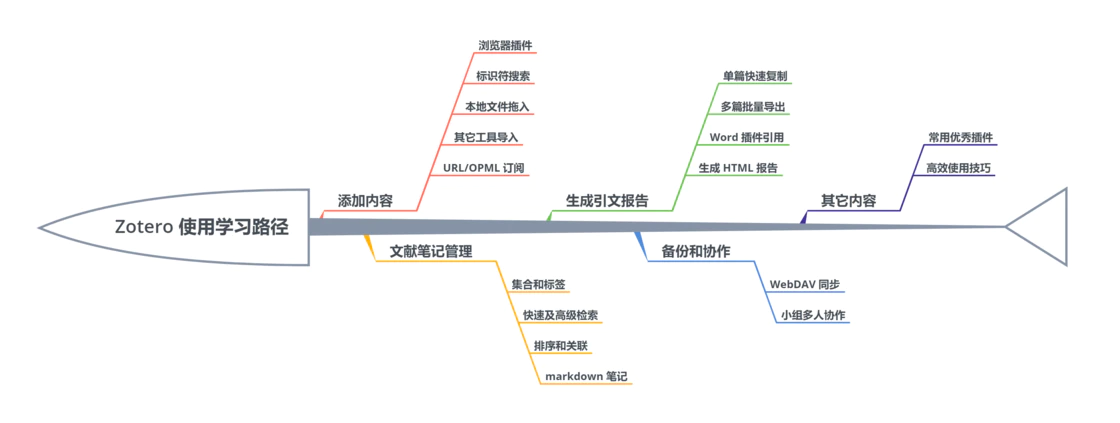 Zotero 使用学习路径
添加内容
浏览器插件
标识符搜索
本地文件拖入
其它工具导入
URL/OPML 订阅
文献笔记管理
集合和标签
快速及高级检索
排序和关联
markdown 笔记
生成引文报告
单篇快速复制
多篇批量导出
Word 插件引用
生成 HTML 报告
备份和协作
WebDAV 同步
小组多人协作
其它内容
常用优秀插件
高效使用技巧